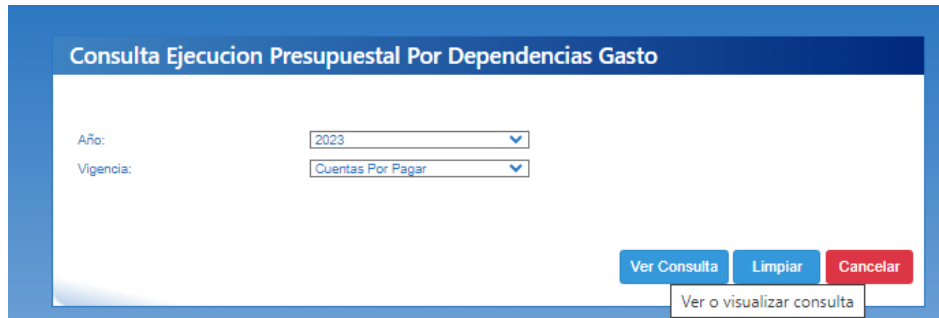 Consulta Ejecucion Presupuestal Por Dependencias Gasto
Año: 2023
Vigencia: Cuentas Por Pagar
Ver Consulta Limpiar Cancelar
Ver o visualizar consulta